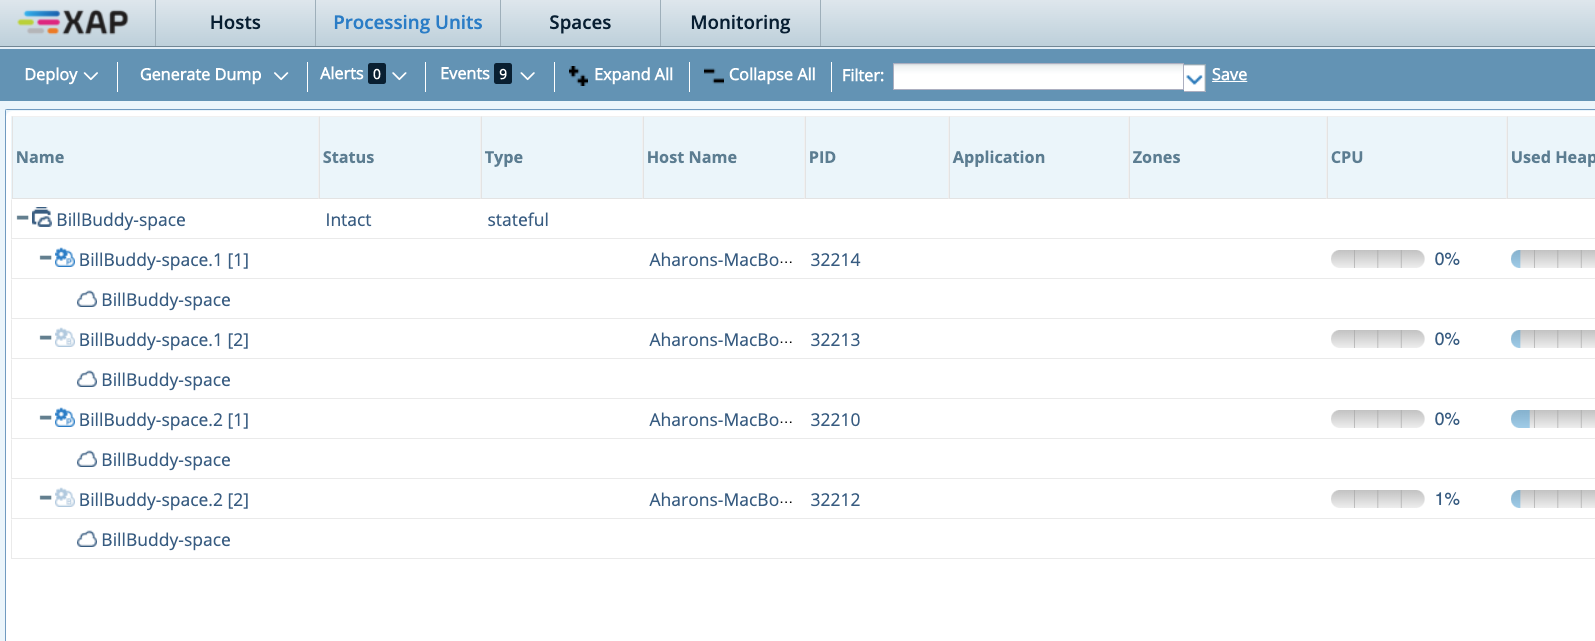 XAP Hosts Processing Units Spaces Monitoring
Deploy Generate Dump Alerts 0 Events 9 Expand All Collapse All Filter: Save
Name Status Type Host Name PID Application Zones CPU Used Heap
BillBuddy-space Intact stateful
BillBuddy-space.1 [1] Aharons-MacBo... 32214 0%
BillBuddy-space
BillBuddy-space.1 [2] Aharons-MacBo... 32213 0%
BillBuddy-space
BillBuddy-space.2 [1] Aharons-MacBo... 32210 0%
BillBuddy-space
BillBuddy-space.2 [2] Aharons-MacBo... 32212 1%
BillBuddy-space